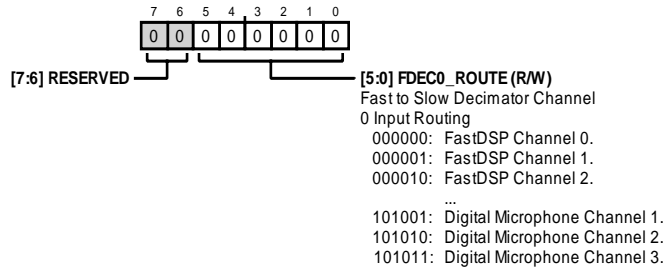 7 6 5 4 3 2 1 0
0 0 0 0 0 0 0 0
[7:6] RESERVED
[5:0] FDEC0_ROUTE (R/W)
Fast to Slow Decimator Channel
0 Input Routing
000000: FastDSP Channel 0.
000001: FastDSP Channel 1.
000010: FastDSP Channel 2.
...
101001: Digital Microphone Channel 1.
101010: Digital Microphone Channel 2.
101011: Digital Microphone Channel 3.